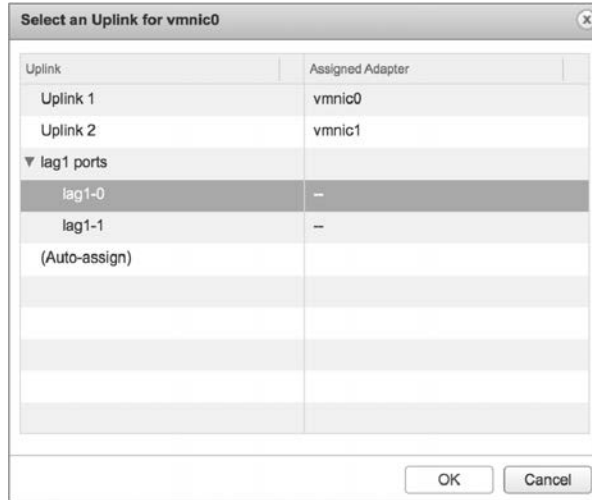 Select an Uplink for vmnic0
Uplink Assigned Adapter
Uplink 1 vmnic0
Uplink 2 vmnic1
lag1 ports
lag1-0 --
lag1-1 --
(Auto-assign)
OK Cancel